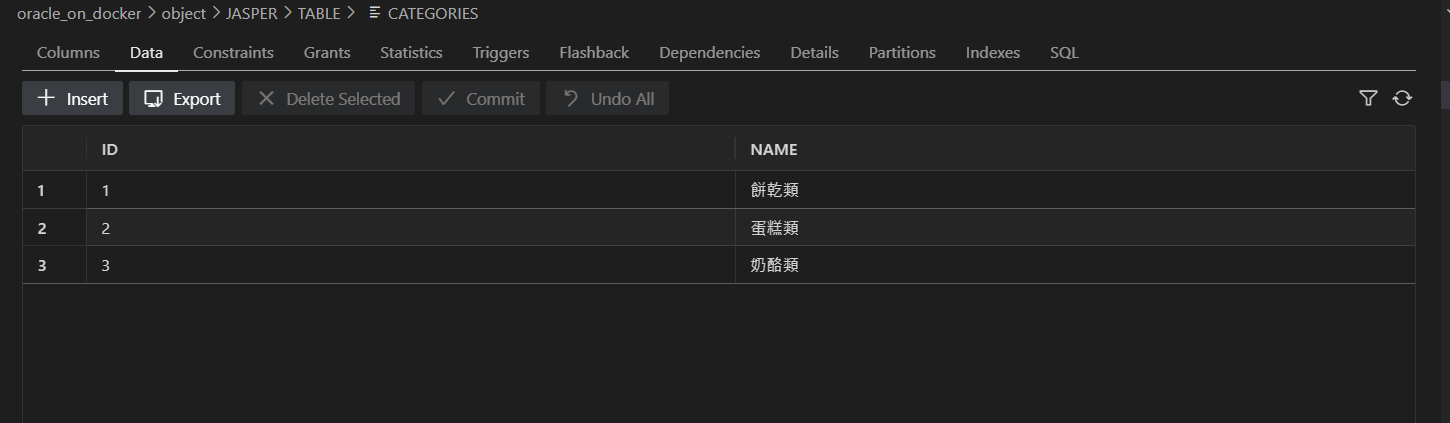 oracle_on_docker > object > JASPER > TABLE > CATEGORIES
Columns Data Constraints Grants Statistics Triggers Flashback Dependencies Details Partitions Indexes SQL
Insert Export Delete Selected Commit Undo All
ID NAME
1 1 餅乾類
2 2 蛋糕類
3 3 奶酪類